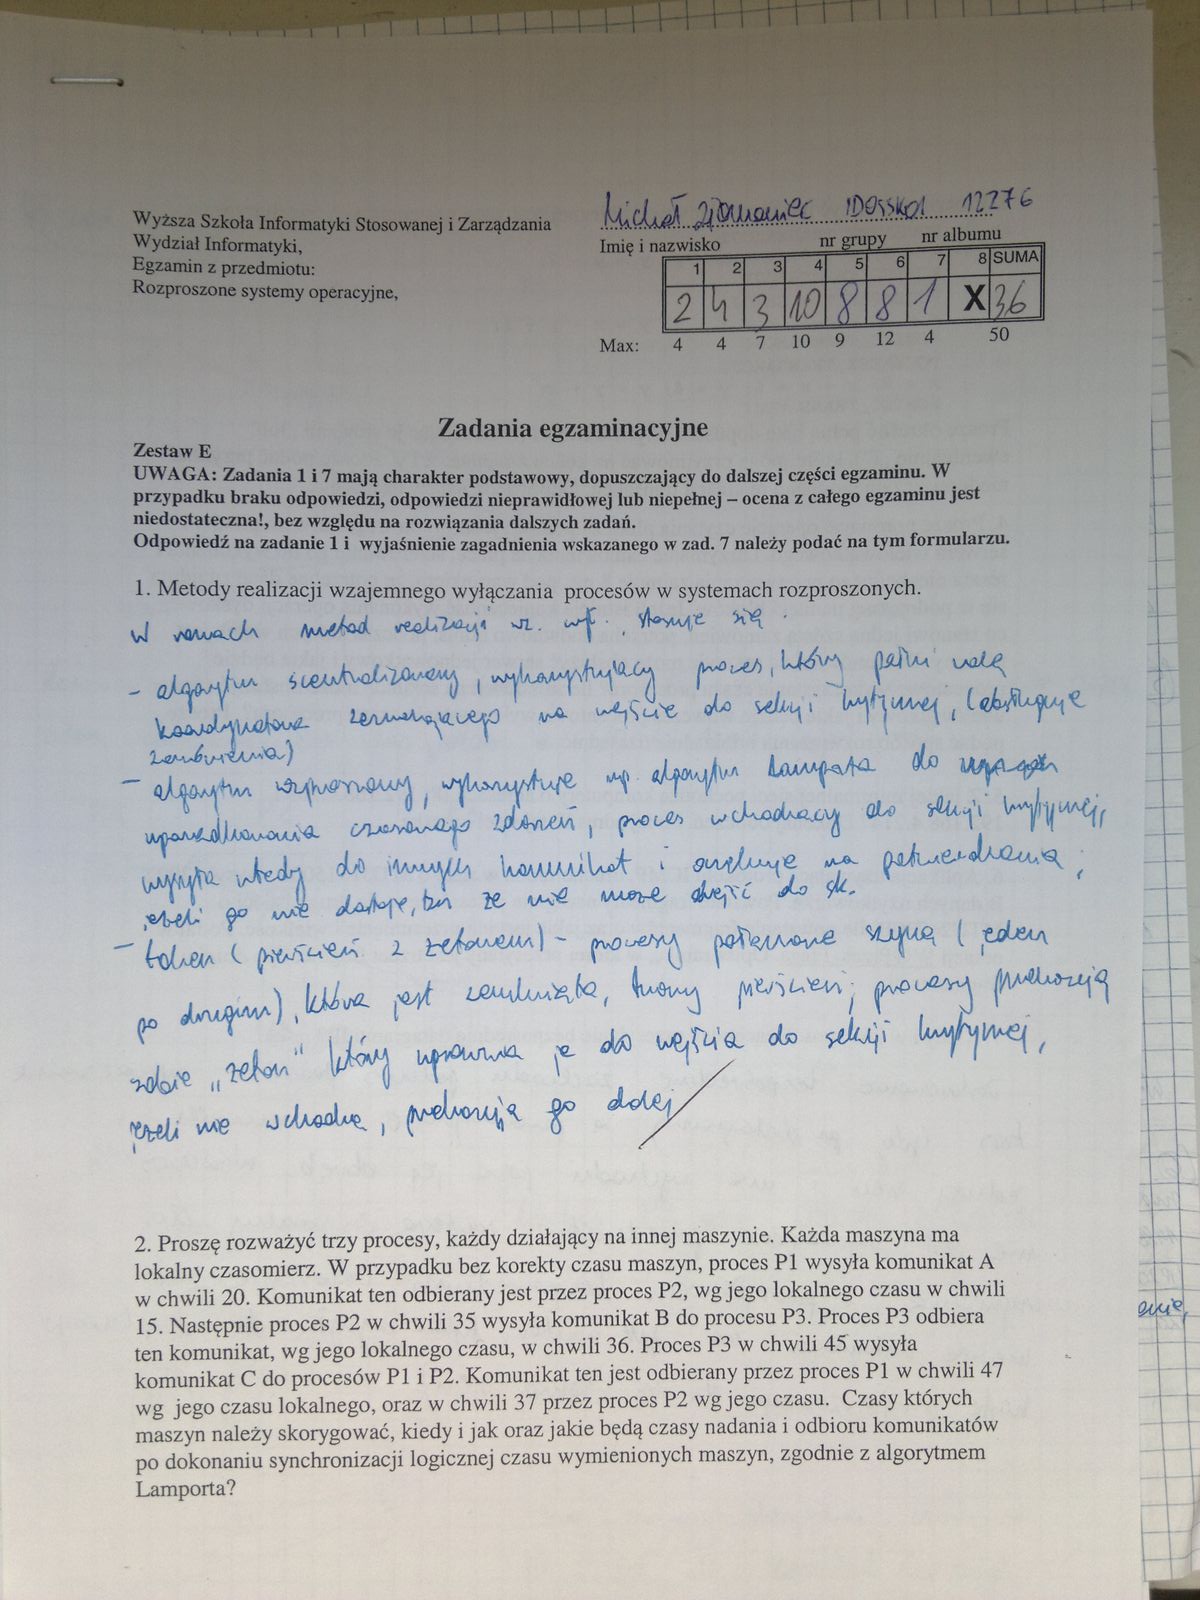 Wyższa Szkoła Informatyki Stosowanej i Zarządzania
Wydział Informatyki,
Egzamin z przedmiotu:
Rozproszone systemy operacyjne,
Michał 12276
Imię i nazwisko nr grupy nr albumu
1 2 3 4 5 6 7 8 SUMA
2 4 3 10 8 8 1 X 36
Max: 4 4 7 10 9 12 4 50
Zadania egzaminacyjne
Zestaw E
UWAGA: Zadania 1 i 7 mają charakter podstawowy, dopuszczający do dalszej części egzaminu. W
przypadku braku odpowiedzi, odpowiedzi nieprawidłowej lub niepełnej – ocena z całego egzaminu jest
niedostateczna!, bez względu na rozwiązania dalszych zadań.
Odpowiedź na zadanie 1 i wyjaśnienie zagadnienia wskazanego w zad. 7 należy podać na tym formularzu.
1. Metody realizacji wzajemnego wyłączania procesów w systemach rozproszonych.
W ramach metod realizacji wz. wył. stosuje się
- algorytm scentralizowany, wykorzystujący proces, który pełni rolę
koordynatora zezwalającego na wejście do sekcji krytycznej, (obsługuje
zamówienia)
- algorytm rozproszony, wykorzystuje np. algorytm Lamporta do
uporządkowania czasowego zdarzeń, proces wchodzący do sekcji krytycznej,
wysyła wtedy do innych komunikat i oczekuje na potwierdzenia,
jeżeli go nie dostaje, tzn że nie może wejść do sk.
- token (pierścień z żetonem) - procesy połączone szyną (jeden
po drugim), która jest zamknięta, tworzy pierścień; procesy przekazują
sobie „żeton" który uprawnia je do wejścia do sekcji krytycznej,
jeżeli nie wchodzą, przekazują go dalej
2. Proszę rozważyć trzy procesy, każdy działający na innej maszynie. Każda maszyna ma
lokalny czasomierz. W przypadku bez korekty czasu maszyn, proces P1 wysyła komunikat A
w chwili 20. Komunikat ten odbierany jest przez proces P2, wg jego lokalnego czasu w chwili
15. Następnie proces P2 w chwili 35 wysyła komunikat B do procesu P3. Proces P3 odbiera
ten komunikat, wg jego lokalnego czasu, w chwili 36. Proces P3 w chwili 45 wysyła
komunikat C do procesów P1 i P2. Komunikat ten jest odbierany przez proces P1 w chwili 47
wg jego czasu lokalnego, oraz w chwili 37 przez proces P2 wg jego czasu. Czasy których
maszyn należy skorygować, kiedy i jak oraz jakie będą czasy nadania i odbioru komunikatów
po dokonaniu synchronizacji logicznej czasu wymienionych maszyn, zgodnie z algorytmem
Lamporta?